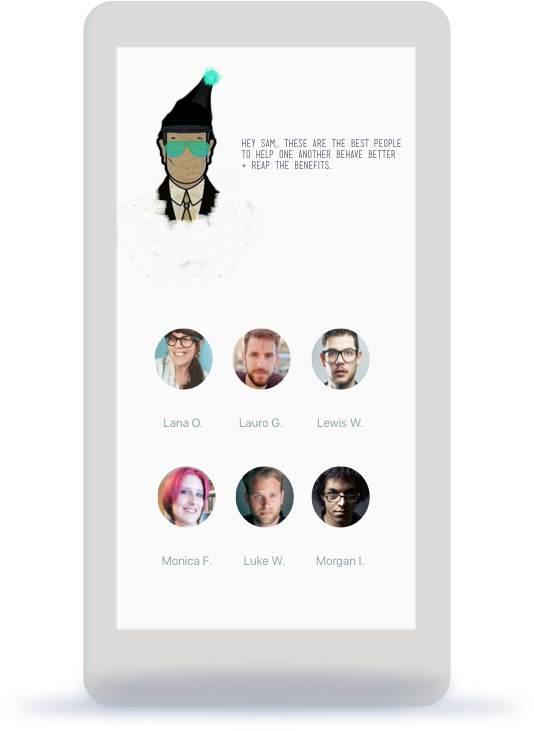 HEY SAM_ THESE ARE THE BEST PEOPLE
TO HELP ONE ANOTHER BEHAVE BETTER
+ REAP THE BENEFITS.
Lana O.
Lauro G.
Lewis W.
Monica F.
Luke W.
Morgan I.